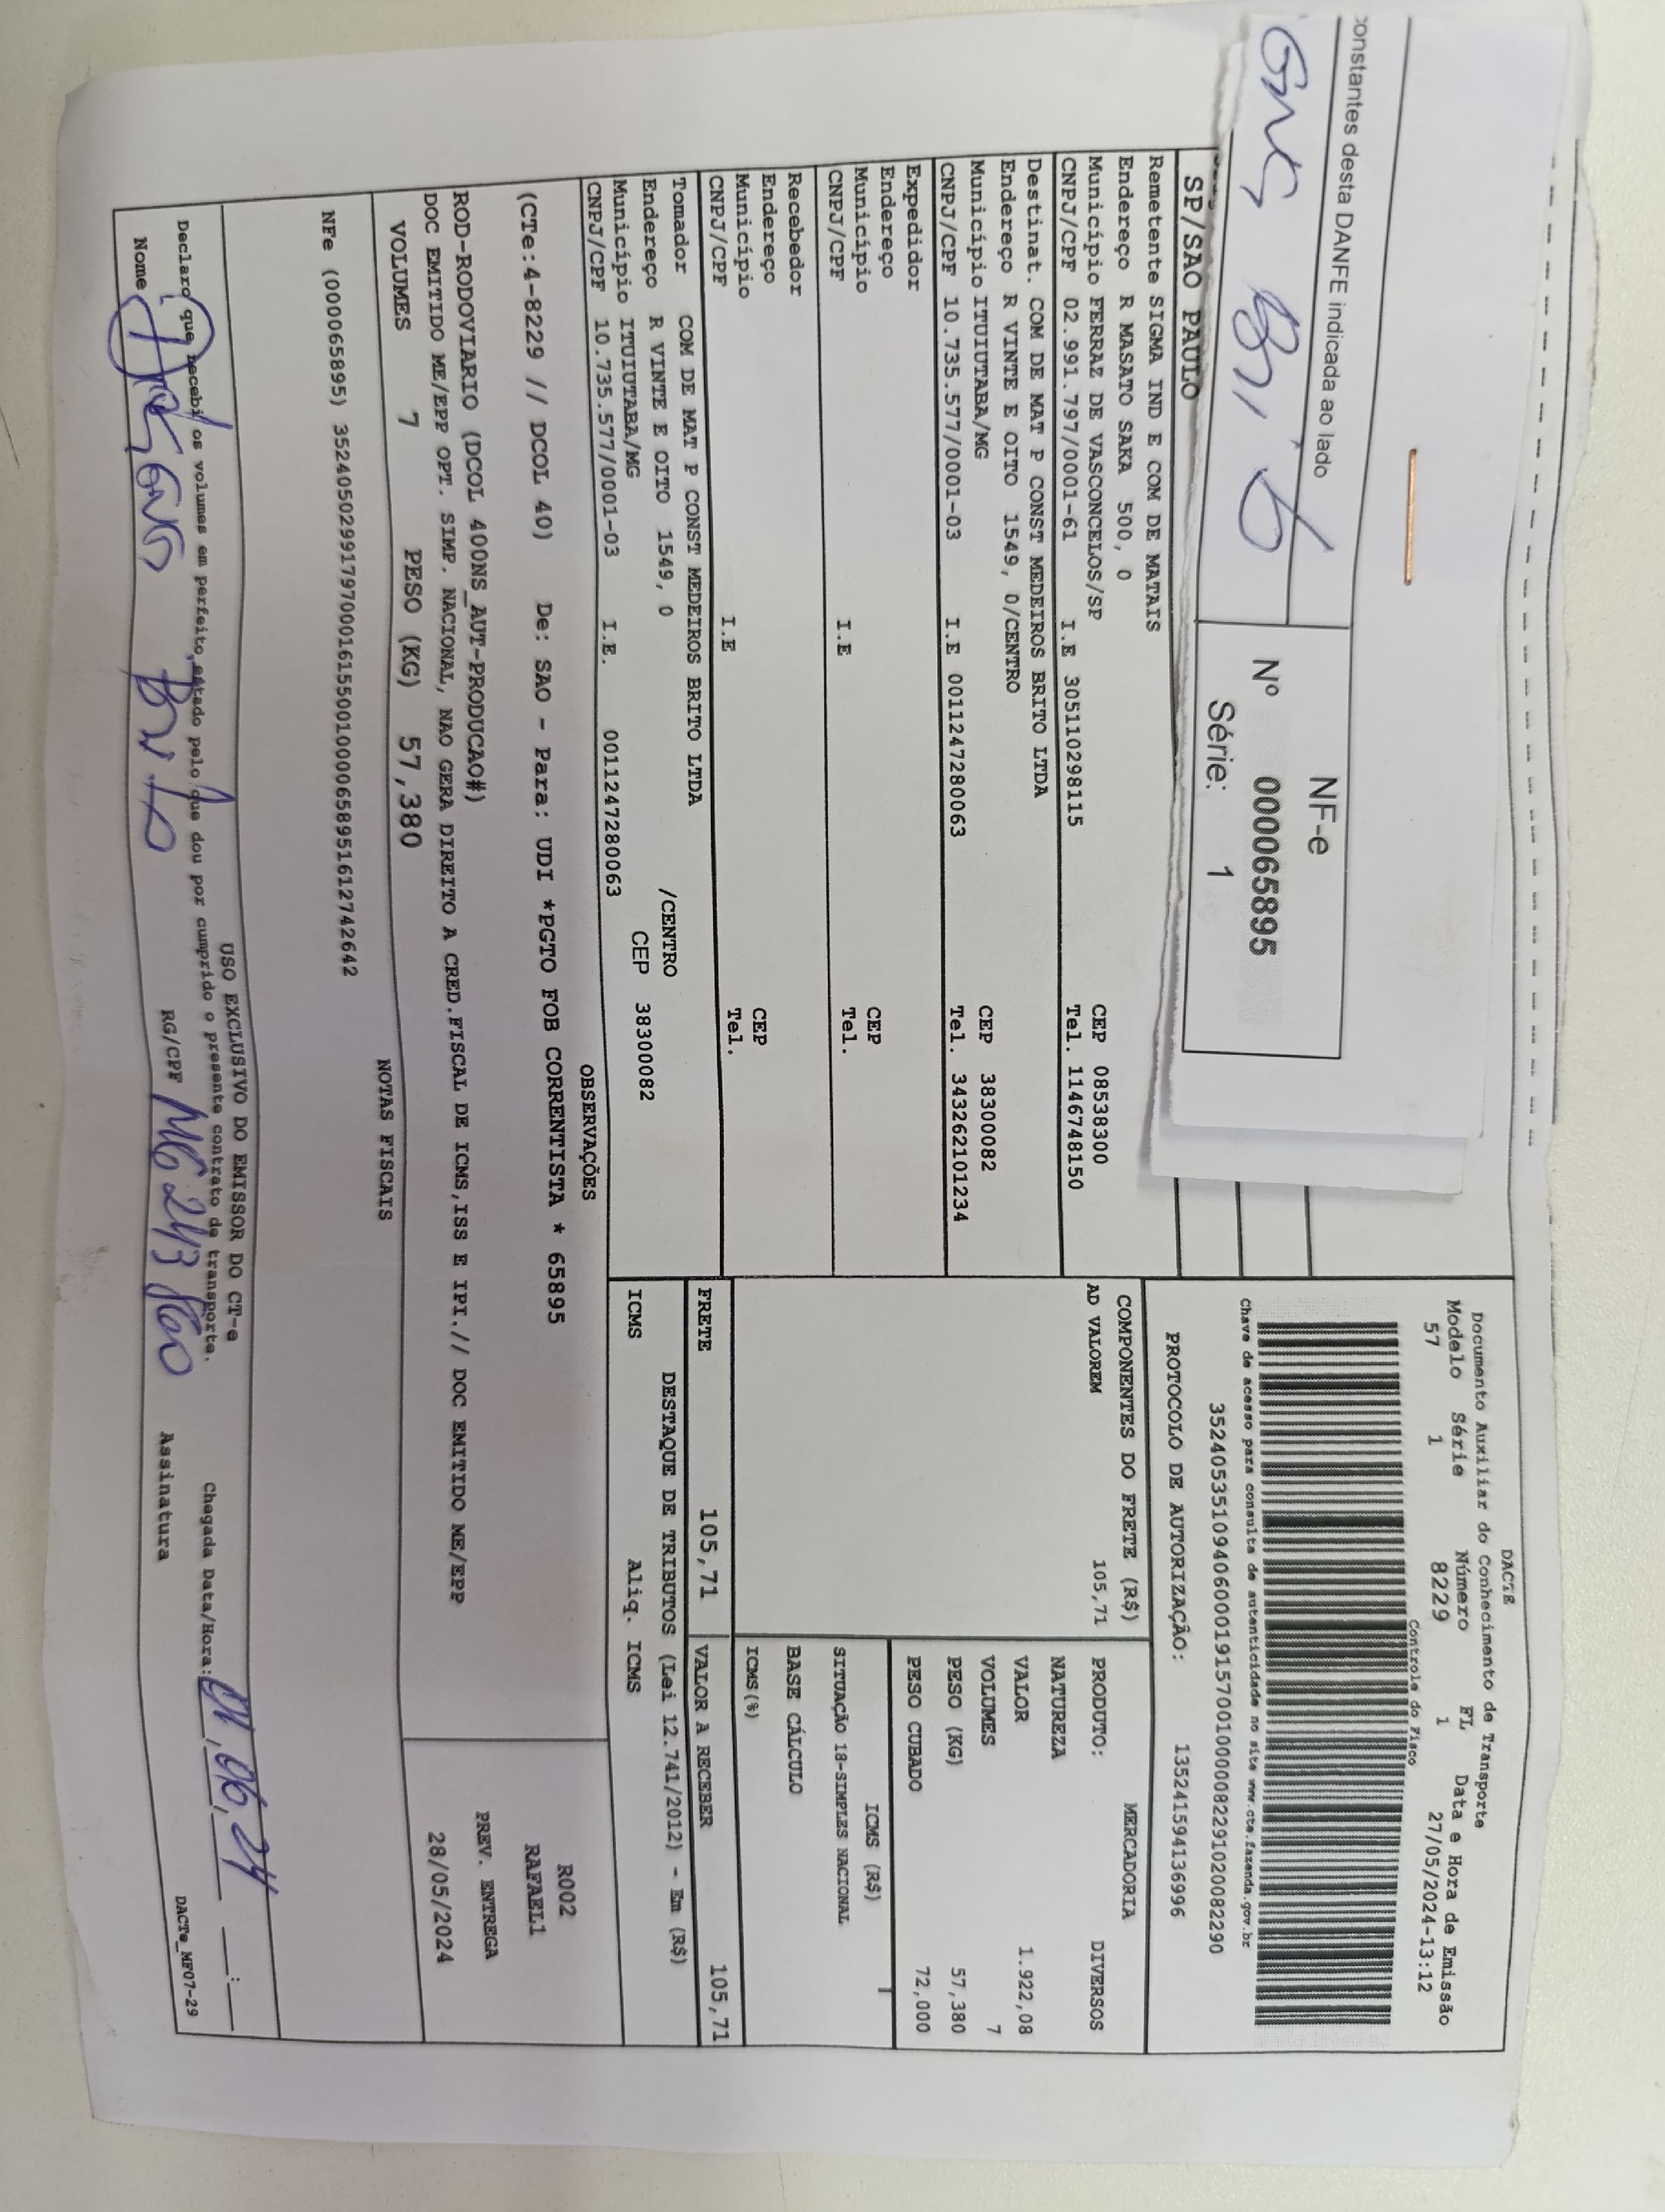 constantes desta DANFE indicada ao lado
NF-e
Nº 000065895
Série: 1
DACTE
Documento Auxiliar do Conhecimento de Transporte
Modelo Série Número FL Data e Hora de Emissão
57 1 8229 1 27/05/2024-13:12
Controle do Fisco
Chave de acesso para consulta de autenticidade no site www.cte.fazenda.gov.br
35240535109406000191570010000082291020082290
PROTOCOLO DE AUTORIZAÇÃO: 135241594136996
SP/SAO PAULO
Remetente SIGMA IND E COM DE MATAIS
Endereço R MASATO SAKA 500, 0
Município FERRAZ DE VASCONCELOS/SP CEP 08538300
CNPJ/CPF 02.991.797/0001-61 I.E 305110298115 Tel. 1146748150
Destinat. COM DE MAT P CONST MEDEIROS BRITO LTDA
Endereço R VINTE E OITO 1549, 0/CENTRO
Município ITUIUTABA/MG CEP 38300082
CNPJ/CPF 10.735.577/0001-03 I.E 0011247280063 Tel. 343262101234
Expedidor
Endereço
Município CEP
CNPJ/CPF I.E Tel.
Recebedor
Endereço
Município CEP
CNPJ/CPF I.E Tel.
Tomador COM DE MAT P CONST MEDEIROS BRITO LTDA
Endereço R VINTE E OITO 1549, 0 /CENTRO
Município ITUIUTABA/MG CEP 38300082
CNPJ/CPF 10.735.577/0001-03 I.E. 0011247280063
COMPONENTES DO FRETE (R$)
AD VALOREM 105,71
FRETE 105,71
MERCADORIA
PRODUTO: DIVERSOS
NATUREZA
VALOR 1.922,08
VOLUMES 7
PESO (KG) 57,380
PESO CUBADO 72,000
ICMS (R$)
SITUAÇÃO 18-SIMPLES NACIONAL
BASE CÁLCULO
ICMS(%)
VALOR A RECEBER 105,71
DESTAQUE DE TRIBUTOS (Lei 12.741/2012) - Em (R$)
ICMS Aliq. ICMS
OBSERVAÇÕES
(CTe:4-8229 // DCOL 40) De: SAO - Para: UDI *PGTO FOB CORRENTISTA * 65895
ROD-RODOVIARIO (DCOL 400NS_AUT-PRODUCAO#)
DOC EMITIDO ME/EPP OPT. SIMP. NACIONAL, NAO GERA DIREITO A CRED.FISCAL DE ICMS,ISS E IPI.// DOC EMITIDO ME/EPP
R002
RAFAEL1
PREV. ENTREGA
28/05/2024
VOLUMES 7 PESO (KG) 57,380
NOTAS FISCAIS
NFe (000065895) 35240502991797000161550010000658951612742642
USO EXCLUSIVO DO EMISSOR DO CT-e
Declaro que recebi os volumes em perfeito estado pelo que dou por cumprido o presente contrato de transporte. Chegada Data/Hora: 01,06,24 __:__
Nome Brito RG/CPF Assinatura
DACTe_MF07-29